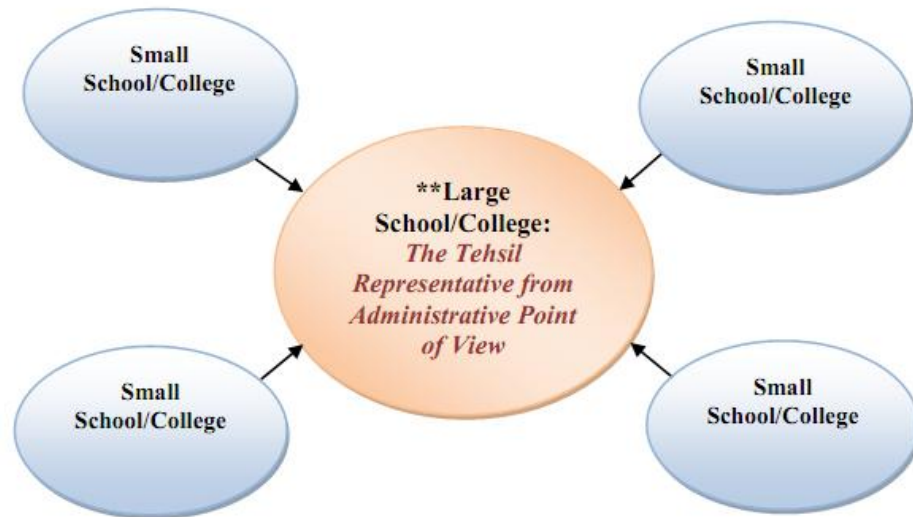 Small
School/College
Small
School/College
**Large
School/College:
The Tehsil
Representative from
Administrative Point
of View
Small
School/College
Small
School/College